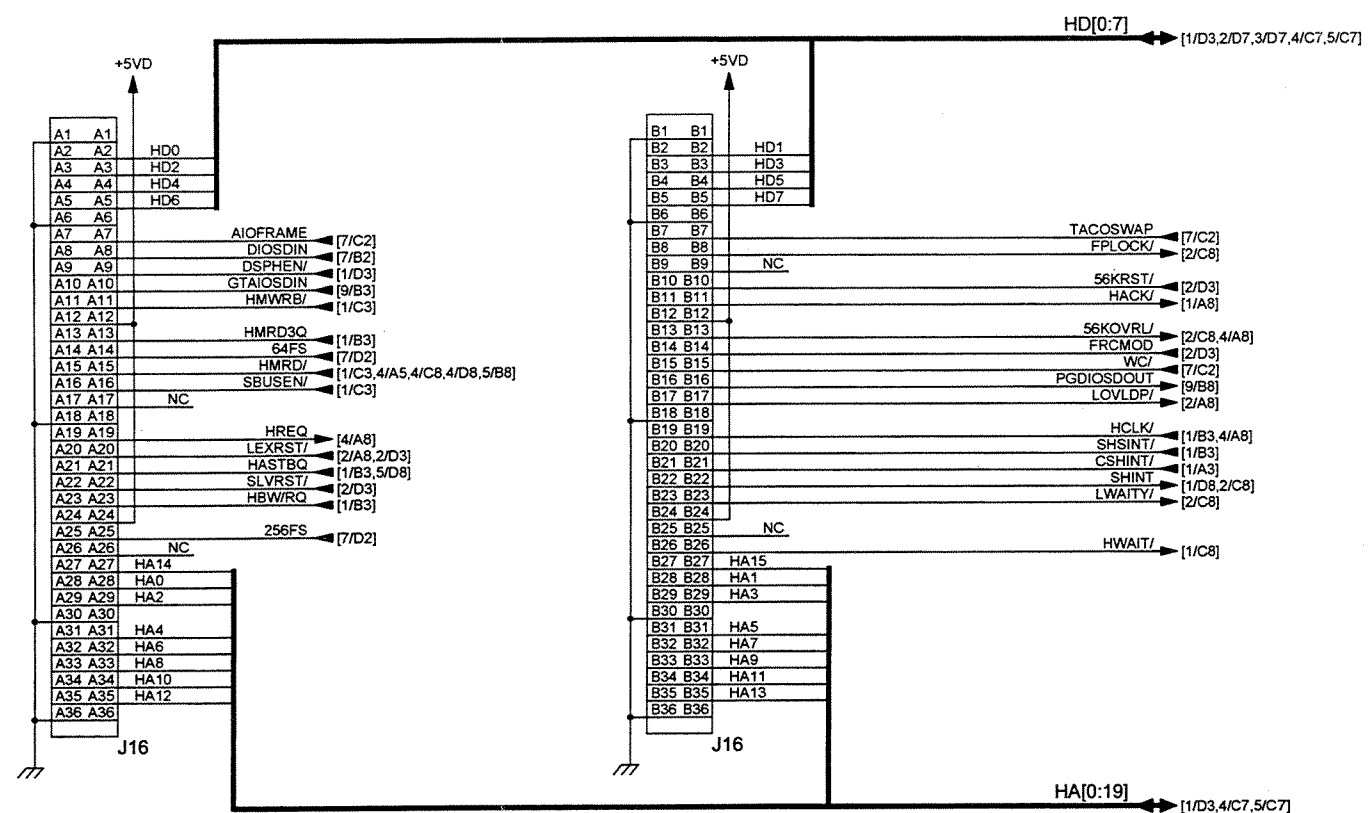 HD[0:7] [1/D3,2/D7,3/D7,4/C7,5/C7]
+5VD
A1 A1
A2 A2 HD0
A3 A3 HD2
A4 A4 HD4
A5 A5 HD6
A6 A6
A7 A7 AIOFRAME [7/C2]
A8 A8 DIOSDIN [7/B2]
A9 A9 DSPHEN/ [1/D3]
A10 A10 GTAIOSDIN [9/B3]
A11 A11 HMWRB/ [1/C3]
A12 A12
A13 A13 HMRD3Q [1/B3]
A14 A14 64FS [7/D2]
A15 A15 HMRD/ [1/C3,4/A5,4/C8,4/D8,5/B8]
A16 A16 SBUSEN/ [1/C3]
A17 A17 NC
A18 A18
A19 A19 HREQ [4/A8]
A20 A20 LEXRST/ [2/A8,2/D3]
A21 A21 HASTBQ [1/B3,5/D8]
A22 A22 SLVRST/ [2/D3]
A23 A23 HBW/RQ [1/B3]
A24 A24
A25 A25 256FS [7/D2]
A26 A26 NC
A27 A27 HA14
A28 A28 HA0
A29 A29 HA2
A30 A30
A31 A31 HA4
A32 A32 HA6
A33 A33 HA8
A34 A34 HA10
A35 A35 HA12
A36 A36
J16
+5VD
B1 B1
B2 B2 HD1
B3 B3 HD3
B4 B4 HD5
B5 B5 HD7
B6 B6
B7 B7 TACOSWAP [7/C2]
B8 B8 FPLOCK/ [2/C8]
B9 B9 NC
B10 B10 56KRST/ [2/D3]
B11 B11 HACK/ [1/A8]
B12 B12
B13 B13 56KOVRL/ [2/C8,4/A8]
B14 B14 FRCMOD [2/D3]
B15 B15 WC/ [7/C2]
B16 B16 PGDIOSDOUT [9/B8]
B17 B17 LOVLDP/ [2/A8]
B18 B18
B19 B19 HCLK/ [1/B3,4/A8]
B20 B20 SHSINT/ [1/B3]
B21 B21 CSHINT/ [1/A3]
B22 B22 SHINT [1/D8,2/C8]
B23 B23 LWAITY/ [2/C8]
B24 B24
B25 B25 NC
B26 B26 HWAIT/ [1/C8]
B27 B27 HA15
B28 B28 HA1
B29 B29 HA3
B30 B30
B31 B31 HA5
B32 B32 HA7
B33 B33 HA9
B34 B34 HA11
B35 B35 HA13
B36 B36
J16
HA[0:19] [1/D3,4/C7,5/C7]